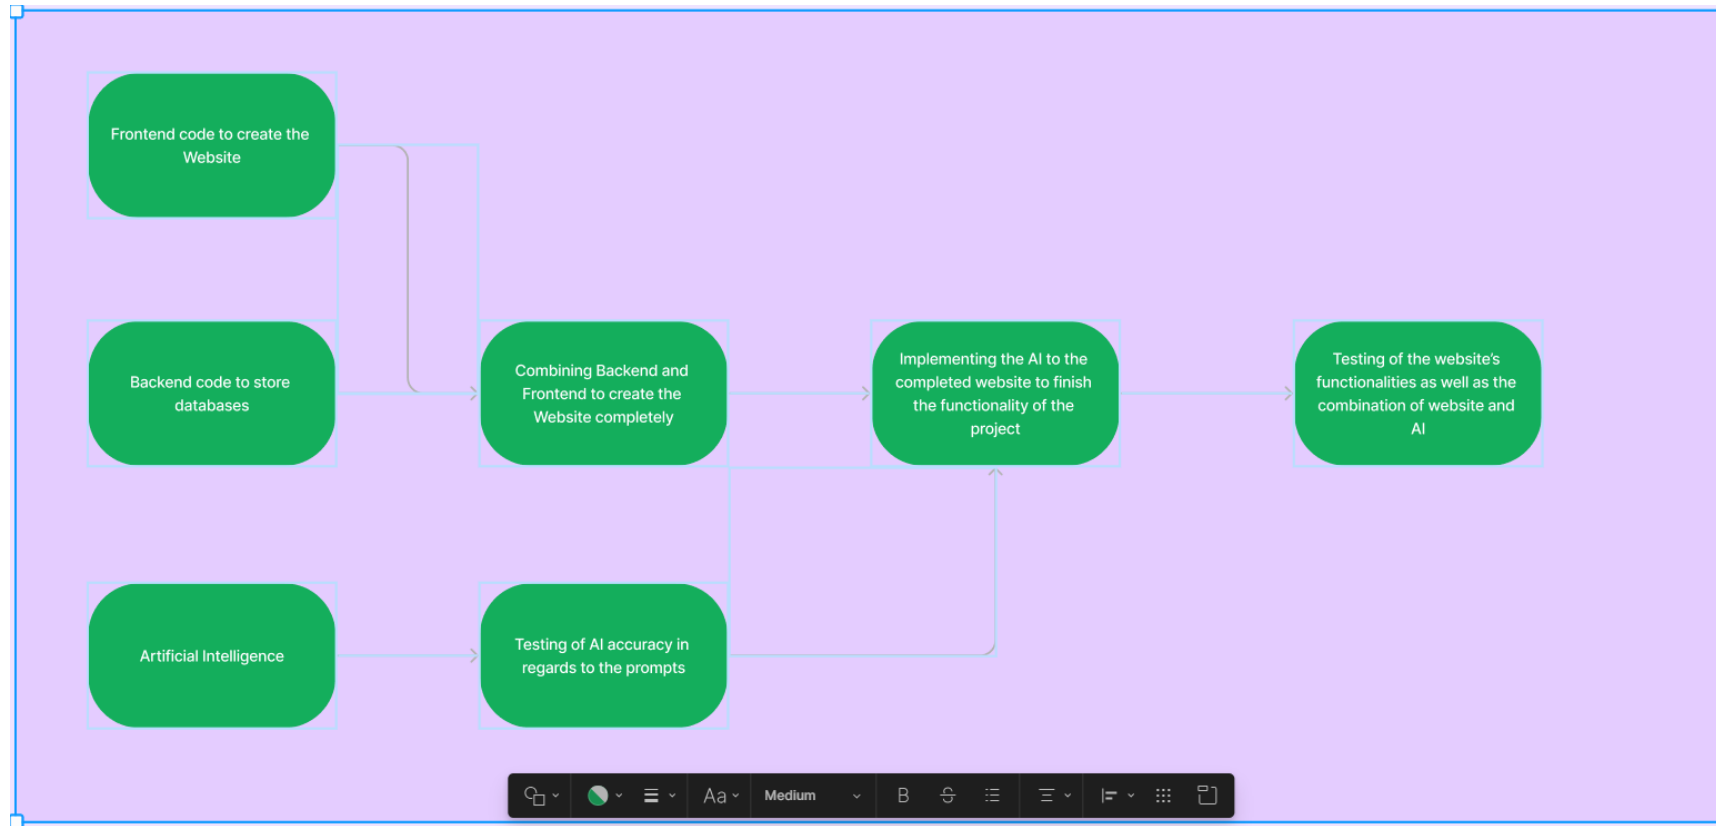 Frontend code to create the
Website
Backend code to store
databases
Combining Backend and
Frontend to create the
Website completely
Implementing the AI to the
completed website to finish
the functionality of the
project
Testing of the website's
functionalities as well as the
combination of website and
AI
Artificial Intelligence
Testing of AI accuracy in
regards to the prompts
Aa Medium B S